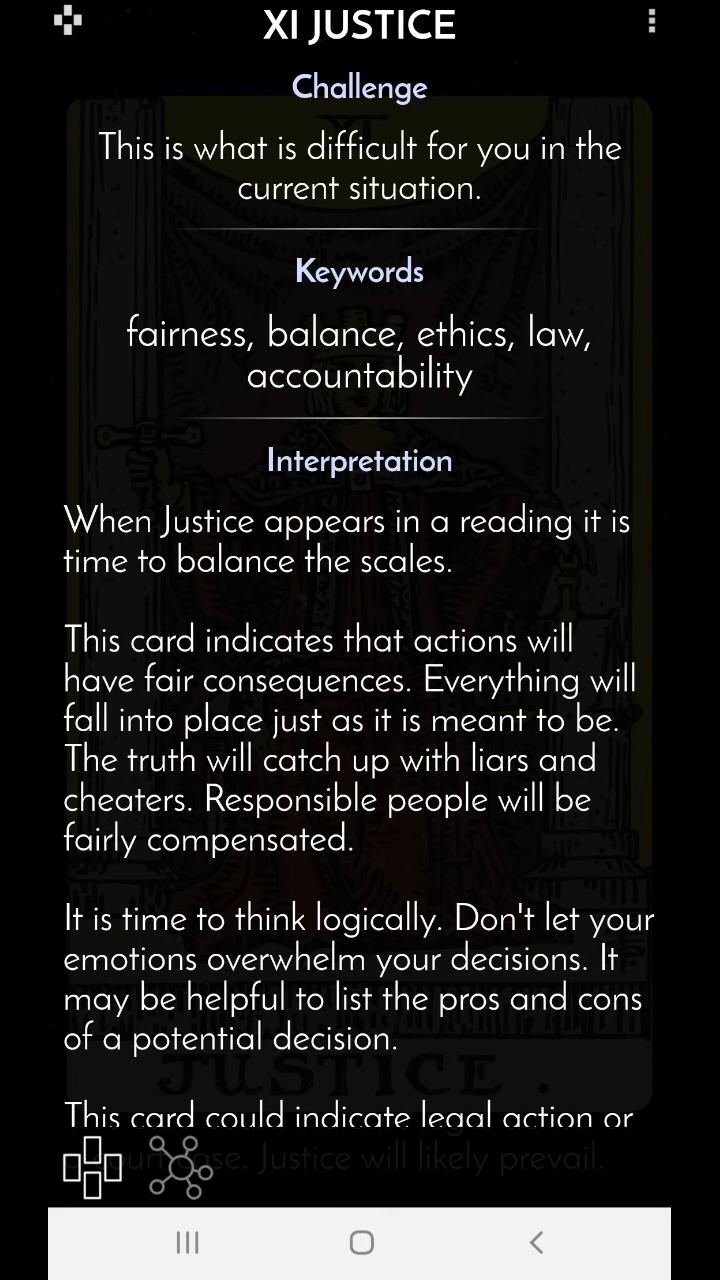 XI JUSTICE
Challenge
This is what is difficult for you in the
current situation.
Keywords
fairness, balance, ethics, law,
accountability
Interpretation
When Justice appears in a reading it is
time to balance the scales.
This card indicates that actions will
have fair consequences. Everything will
fall into place just as it is meant to be.
The truth will catch up with liars and
cheaters. Responsible people will be
fairly compensated.
It is time to think logically. Don't let your
emotions overwhelm your decisions. It
may be helpful to list the pros and cons
of a potential decision.
JUSTICE.
This card could indicate legal action or
Justice will likely prevail.